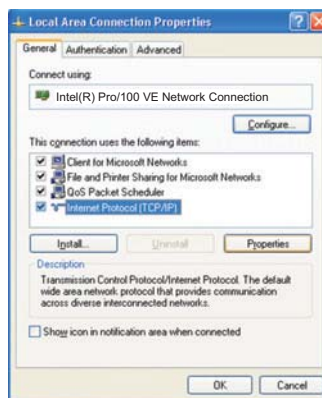 Local Area Connection Properties
General Authentication Advanced
Connect using:
Intel(R) Pro/100 VE Network Connection
Configure...
This connection uses the following items:
Client for Microsoft Networks
File and Printer Sharing for Microsoft Networks
QoS Packet Scheduler
Internet Protocol (TCP/IP)
Install... Uninstall Properties
Description
Transmission Control Protocol/Internet Protocol. The default
wide area network protocol that provides communication
across diverse interconnected networks.
Show icon in notification area when connected
OK Cancel